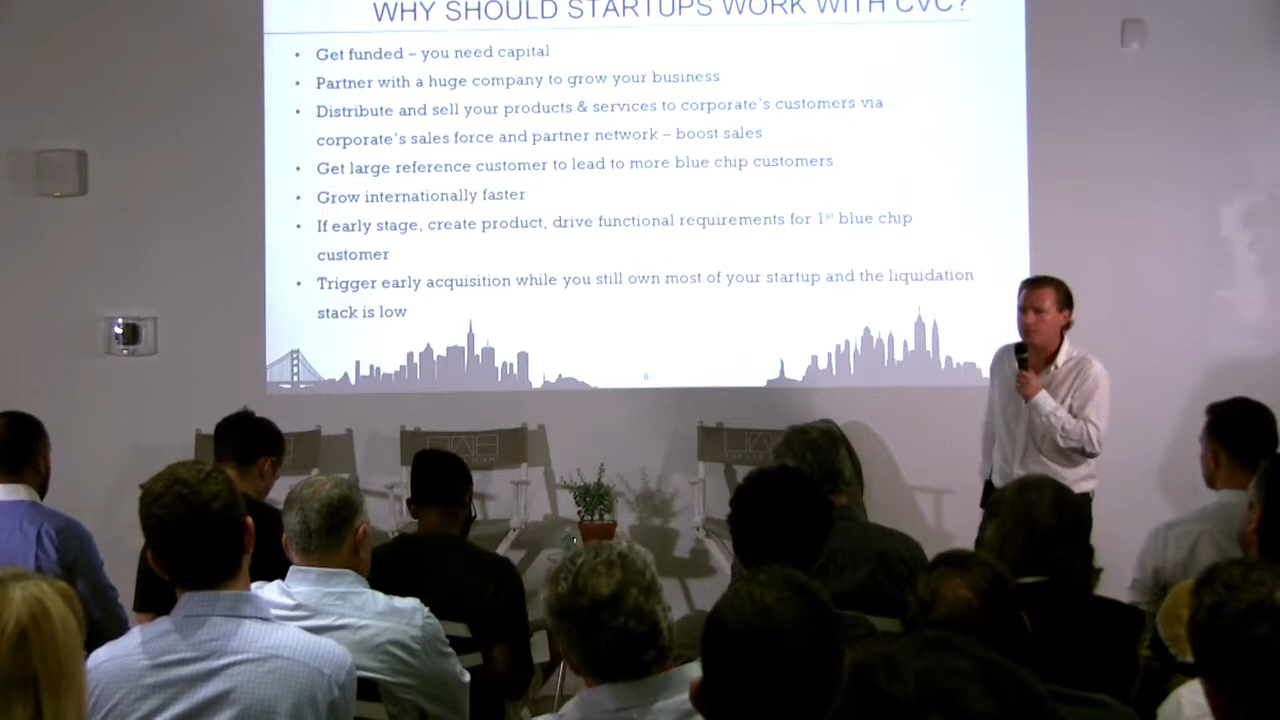 WHY SHOULD STARTUPS WORK WITH CVC?
• Get funded – you need capital
• Partner with a huge company to grow your business
• Distribute and sell your products & services to corporate's customers via
corporate's sales force and partner network – boost sales
• Get large reference customer to lead to more blue chip customers
• Grow internationally faster
• If early stage, create product, drive functional requirements for 1st blue chip
customer
• Trigger early acquisition while you still own most of your startup and the liquidation
stack is low